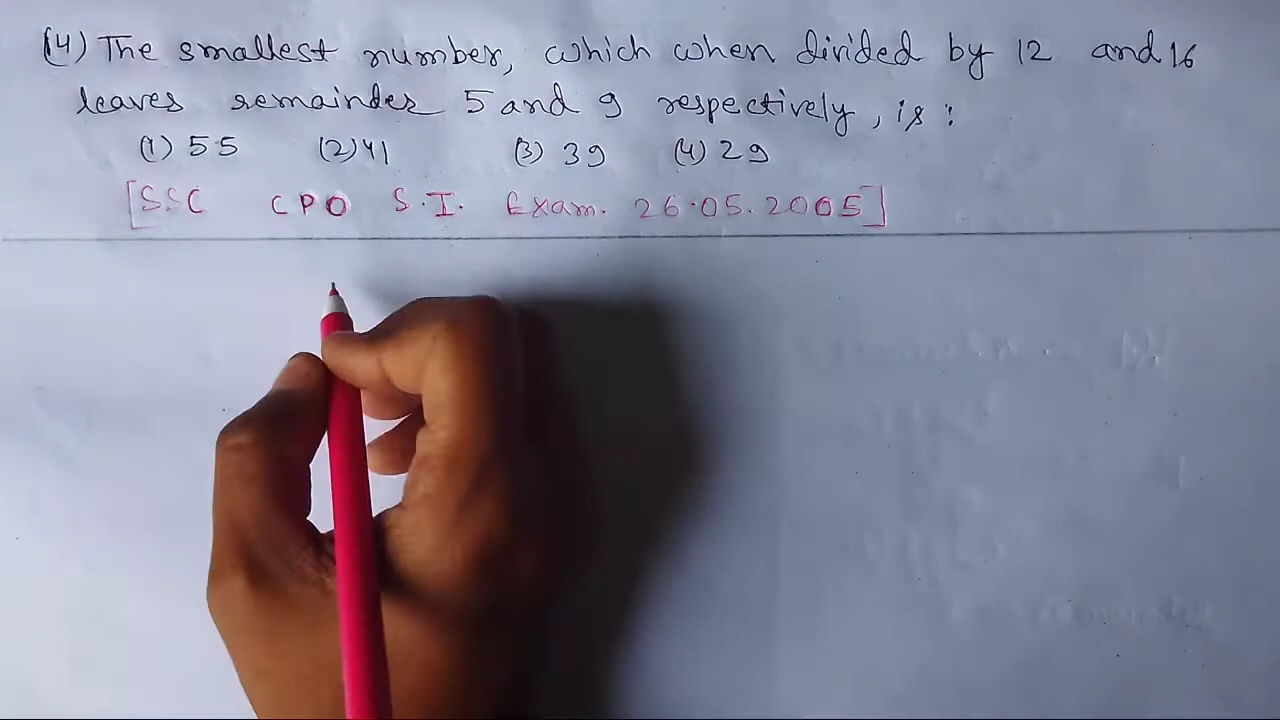 (4) The smallest number, which when divided by 12 and 16
leaves remainder 5 and 9 respectively, is :
(1) 55 (2) 41 (3) 39 (4) 29
[SSC CPO S.I. Exam. 26.05.2005]